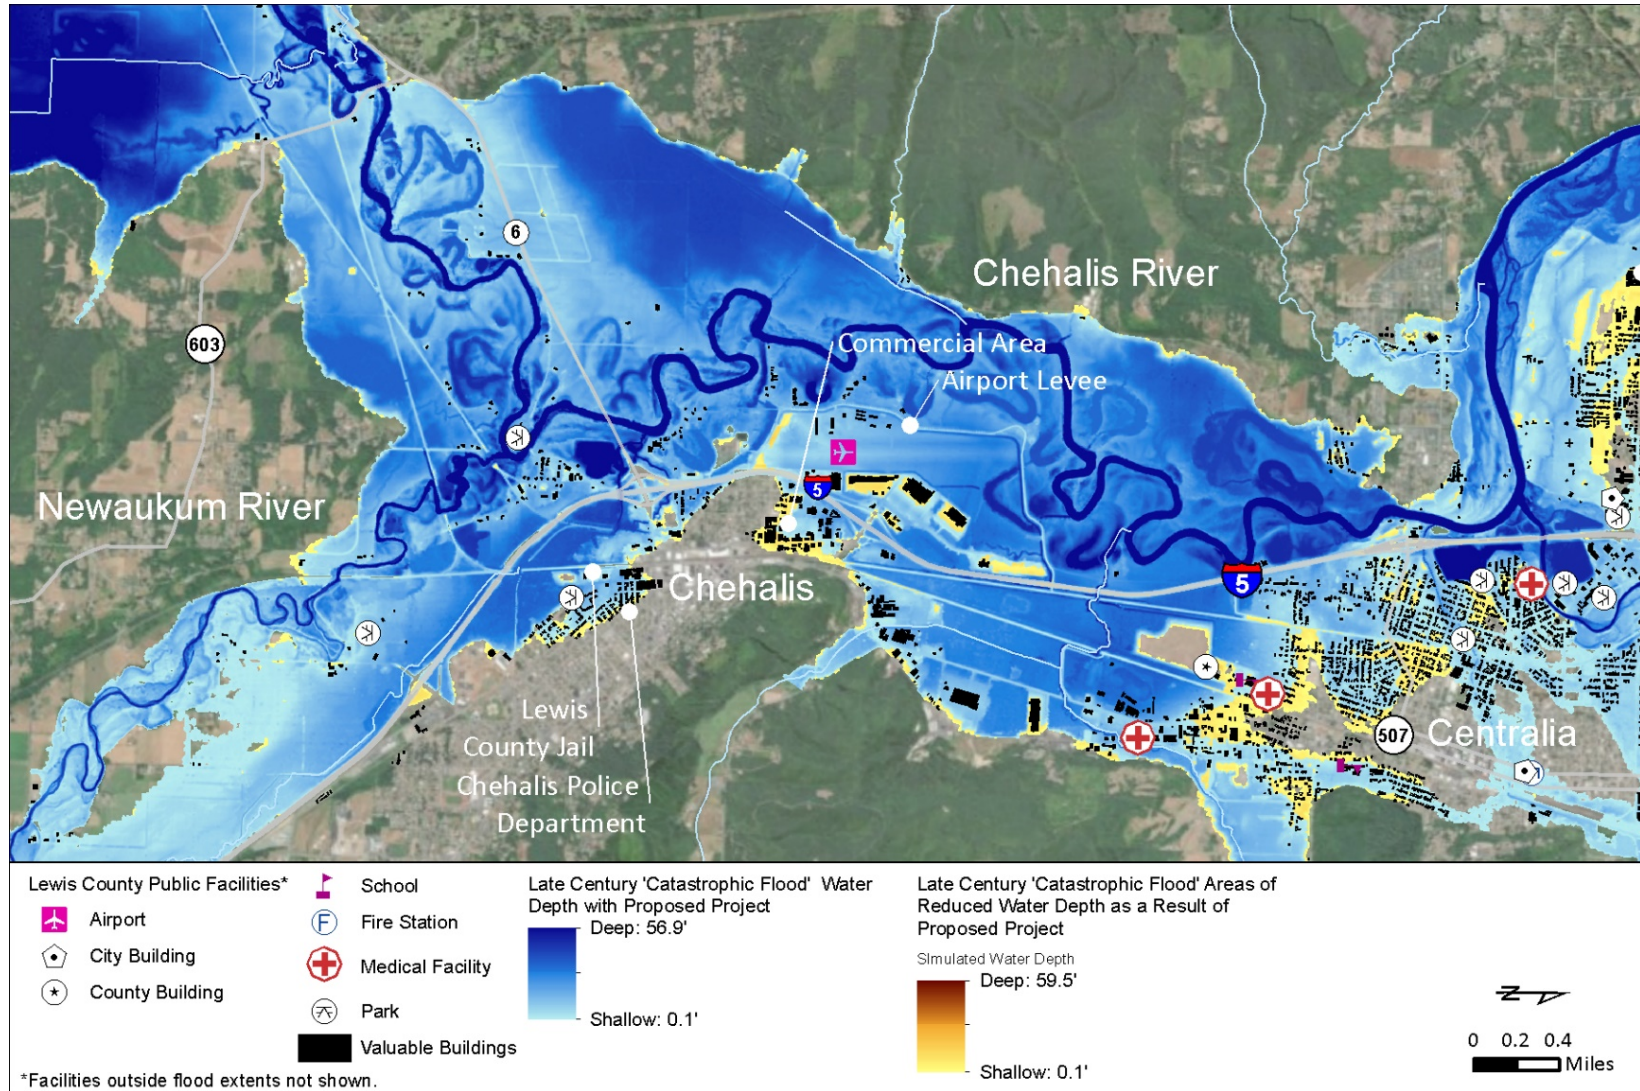 6
Chehalis River
603
Commercial Area
Airport Levee
5
Newaukum River
Chehalis
5
Lewis
County Jail
Chehalis Police
Department
507
Centralia
Lewis County Public Facilities*
Airport
City Building
County Building
School
F
Fire Station
Medical Facility
Park
Valuable Buildings
*Facilities outside flood extents not shown.
Late Century 'Catastrophic Flood' Water
Depth with Proposed Project
Deep: 56.9'
Shallow: 0.1'
Late Century 'Catastrophic Flood' Areas of
Reduced Water Depth as a Result of
Proposed Project
SImulated Water Depth
Deep: 59.5'
Shallow: 0.1'
N
0 0.2 0.4
Miles